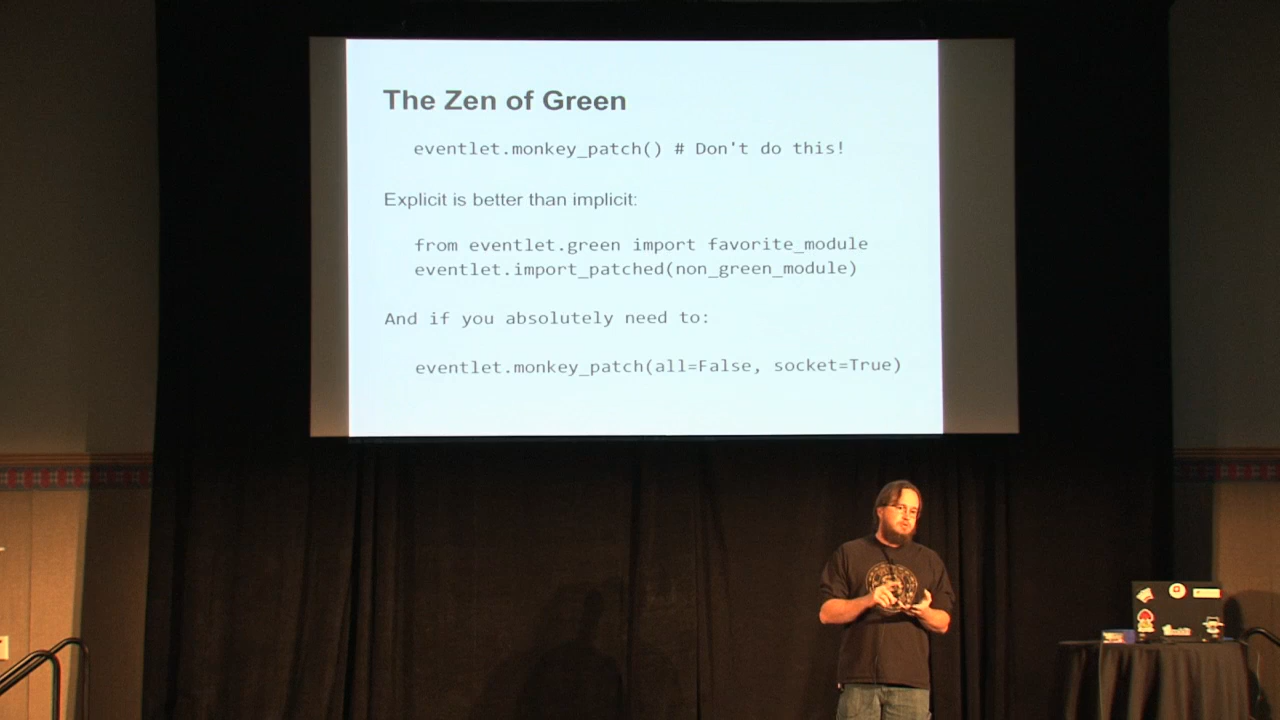 The Zen of Green
eventlet.monkey_patch() # Don't do this!
Explicit is better than implicit:
from eventlet.green import favorite_module
eventlet.import_patched(non_green_module)
And if you absolutely need to:
eventlet.monkey_patch(all=False, socket=True)